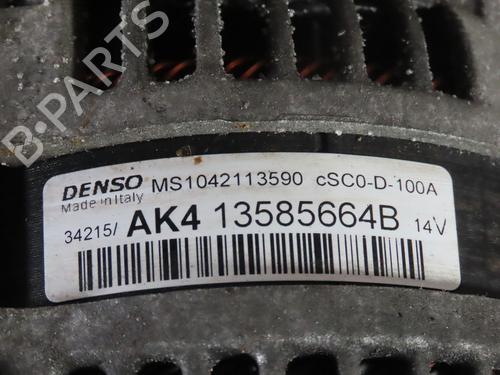 B-PARTS
DENSO MS1042113590 cSC0-D-100A
Made in Italy
34215/ AK4 13585664B 14V